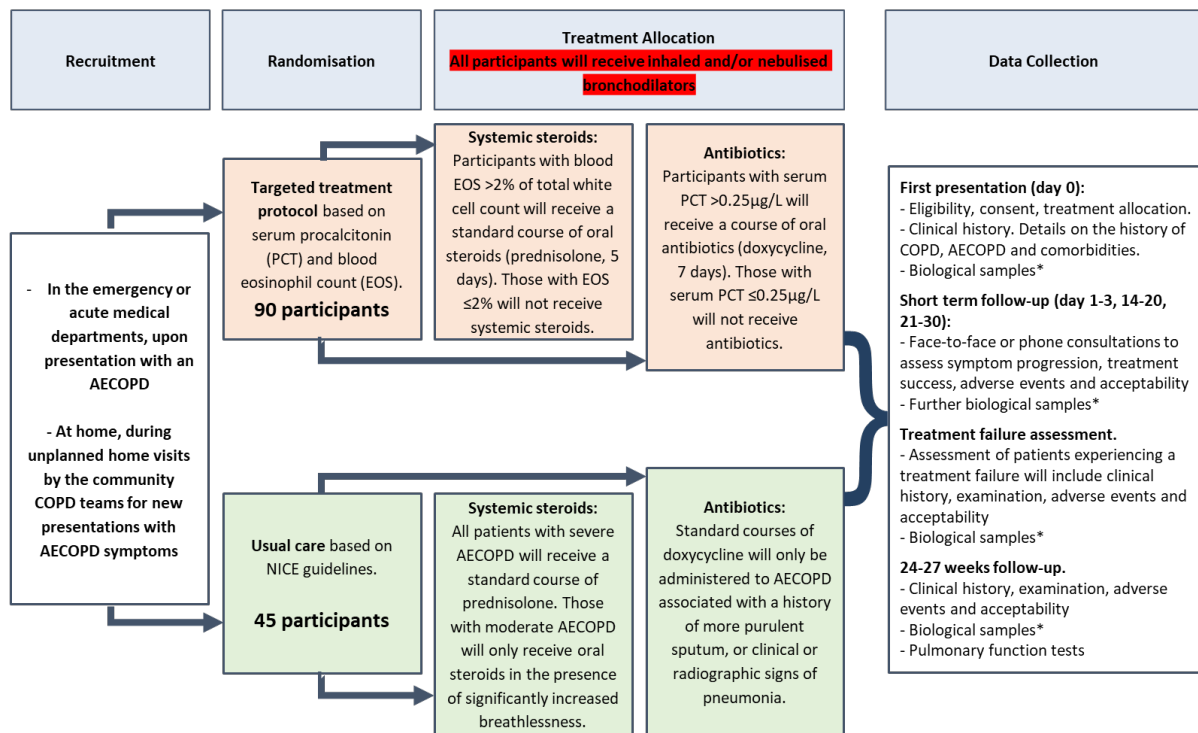 Recruitment
Randomisation
Treatment Allocation
All participants will receive inhaled and/or nebulised
bronchodilators
Data Collection
- In the emergency or
acute medical
departments, upon
presentation with an
AECOPD
- At home, during
unplanned home visits
by the community
COPD teams for new
presentations with
AECOPD symptoms
Targeted treatment
protocol based on
serum procalcitonin
(PCT) and blood
eosinophil count (EOS).
90 participants
Systemic steroids:
Participants with blood
EOS >2% of total white
cell count will receive a
standard course of oral
steroids (prednisolone, 5
days). Those with EOS
≤2% will not receive
systemic steroids.
Antibiotics:
Participants with serum
PCT >0.25µg/L will
receive a course of oral
antibiotics (doxycycline,
7 days). Those with
serum PCT ≤0.25µg/L
will not receive
antibiotics.
Usual care based on
NICE guidelines.
45 participants
Systemic steroids:
All patients with severe
AECOPD will receive a
standard course of
prednisolone. Those
with moderate AECOPD
will only receive oral
steroids in the presence
of significantly increased
breathlessness.
Antibiotics:
Standard courses of
doxycycline will only be
administered to AECOPD
associated with a history
of more purulent
sputum, or clinical or
radiographic signs of
pneumonia.
First presentation (day 0):
- Eligibility, consent, treatment allocation.
- Clinical history. Details on the history of
COPD, AECOPD and comorbidities.
- Biological samples*
Short term follow-up (day 1-3, 14-20,
21-30):
- Face-to-face or phone consultations to
assess symptom progression, treatment
success, adverse events and acceptability
- Further biological samples*
Treatment failure assessment.
- Assessment of patients experiencing a
treatment failure will include clinical
history, examination, adverse events and
acceptability
- Biological samples*
24-27 weeks follow-up.
- Clinical history, examination, adverse
events and acceptability
- Biological samples*
- Pulmonary function tests